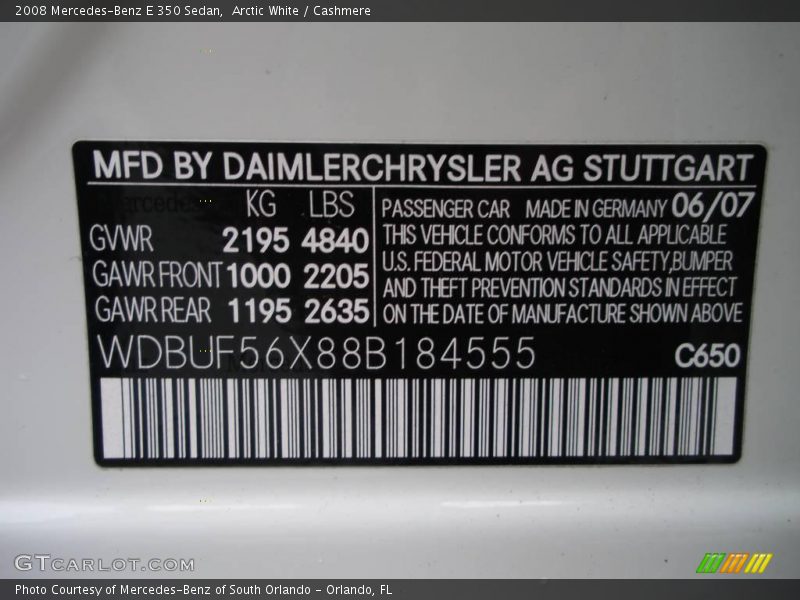 2008 Mercedes-Benz E 350 Sedan,  Arctic White / Cashmere
MFD BY DAIMLERCHRYSLER AG STUTTGART
KG LBS
GVWR 2195 4840
GAWR FRONT 1000 2205
GAWR REAR 1195 2635
PASSENGER CAR MADE IN GERMANY 06/07
THIS VEHICLE CONFORMS TO ALL APPLICABLE
U.S. FEDERAL MOTOR VEHICLE SAFETY, BUMPER
AND THEFT PREVENTION STANDARDS IN EFFECT
ON THE DATE OF MANUFACTURE SHOWN ABOVE
WDBUF56X88B184555
C650
GTCARLOT.COM
Photo Courtesy of Mercedes-Benz of South Orlando - Orlando, FL